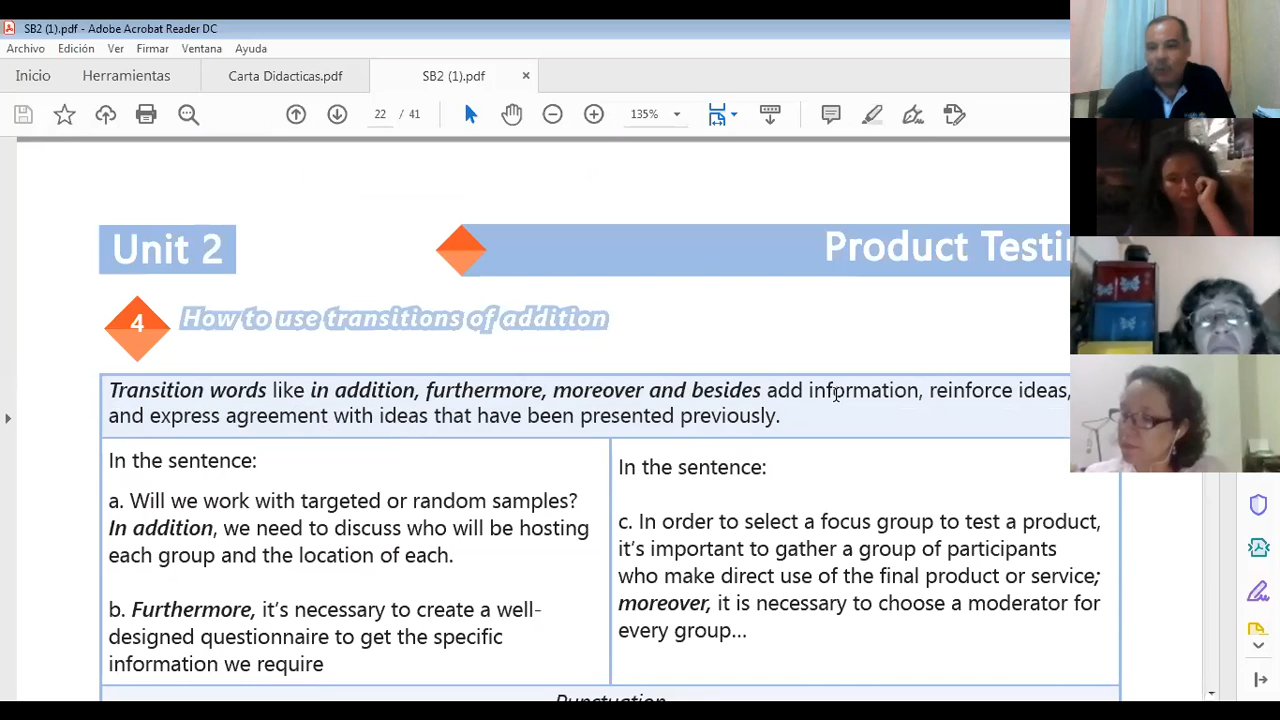 SB2 (1).pdf - Adobe Acrobat Reader DC
Archivo Edición Ver Firmar Ventana Ayuda
Inicio Herramientas Carta Didacticas.pdf SB2 (1).pdf ×
22 / 41 135%
Unit 2 Product Testin
4 How to use transitions of addition
Transition words like in addition, furthermore, moreover and besides add information, reinforce ideas,
and express agreement with ideas that have been presented previously.
In the sentence:
a. Will we work with targeted or random samples?
In addition, we need to discuss who will be hosting
each group and the location of each.
b. Furthermore, it's necessary to create a well-
designed questionnaire to get the specific
information we require
In the sentence:
c. In order to select a focus group to test a product,
it's important to gather a group of participants
who make direct use of the final product or service;
moreover, it is necessary to choose a moderator for
every group...
Punctuation